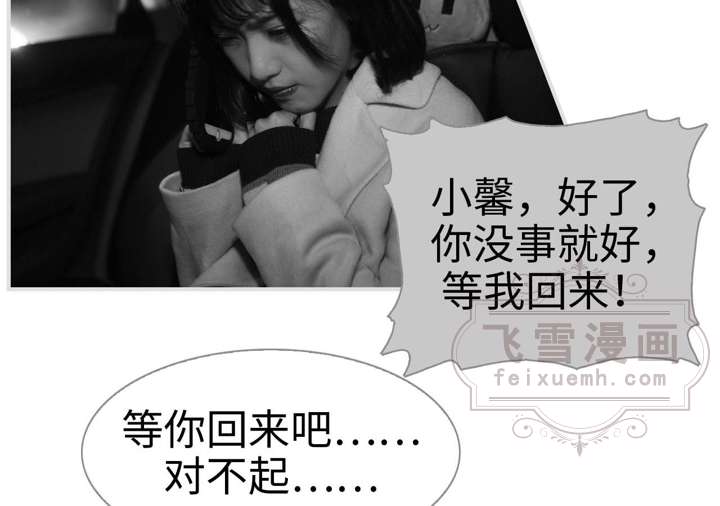 小馨，好了，
你没事就好，
等我回来！
飞雪漫画
feixuemh.com
等你回来吧……
对不起……